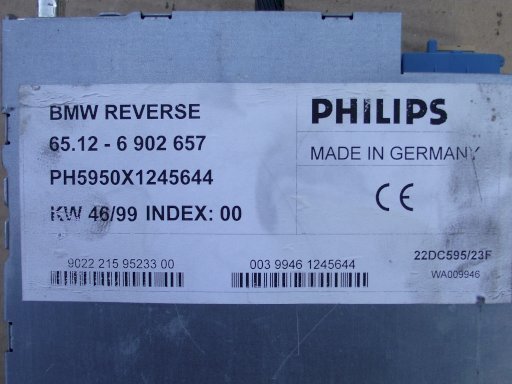 BMW REVERSE
65.12 - 6 902 657
PH5950X1245644
KW 46/99 INDEX: 00
PHILIPS
MADE IN GERMANY
CE
9022 215 95233 00
003 9946 1245644
22DC595/23F
WA009946